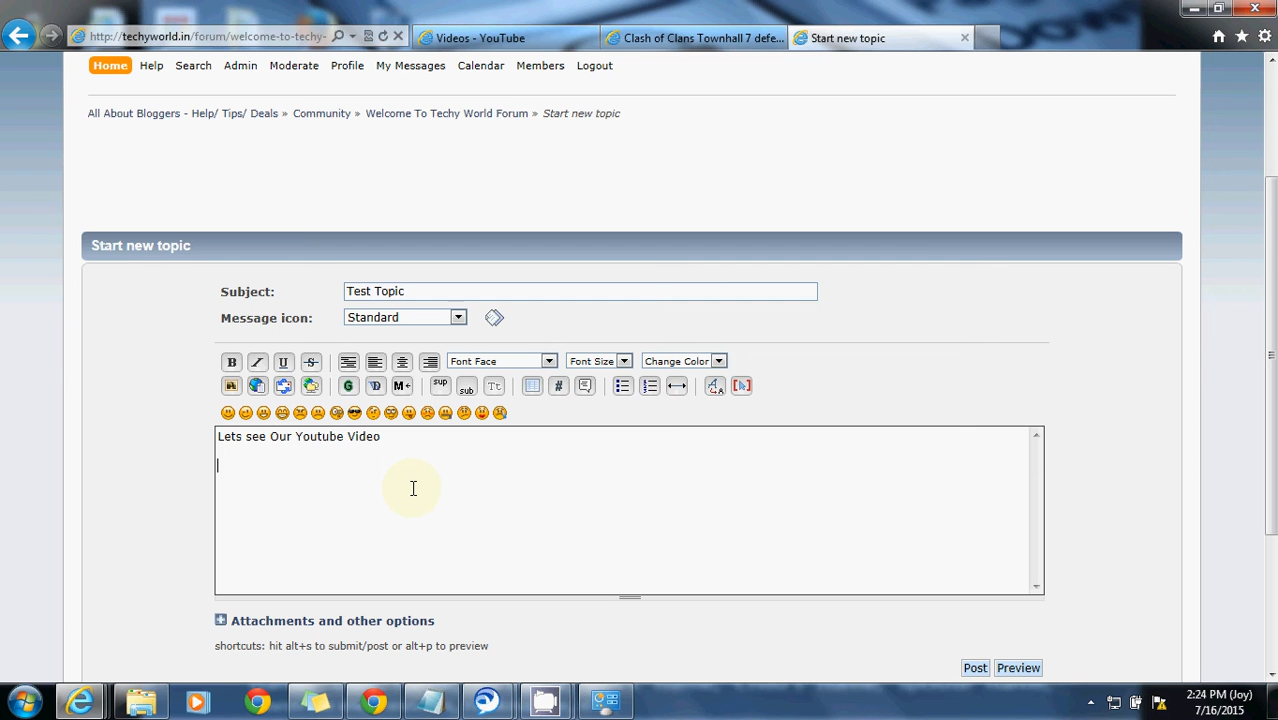 http://techyworld.in/forum/welcome-to-techy-
Videos - YouTube
Clash of Clans Townhall 7 defe...
Start new topic
Home Help Search Admin Moderate Profile My Messages Calendar Members Logout
All About Bloggers - Help/ Tips/ Deals » Community » Welcome To Techy World Forum » Start new topic
Start new topic
Subject: Test Topic
Message icon: Standard
B I U S Font Face Font Size Change Color
G M sup sub Tt #
Lets see Our Youtube Video
Attachments and other options
shortcuts: hit alt+s to submit/post or alt+p to preview
Post Preview
2:24 PM (Joy)
7/16/2015